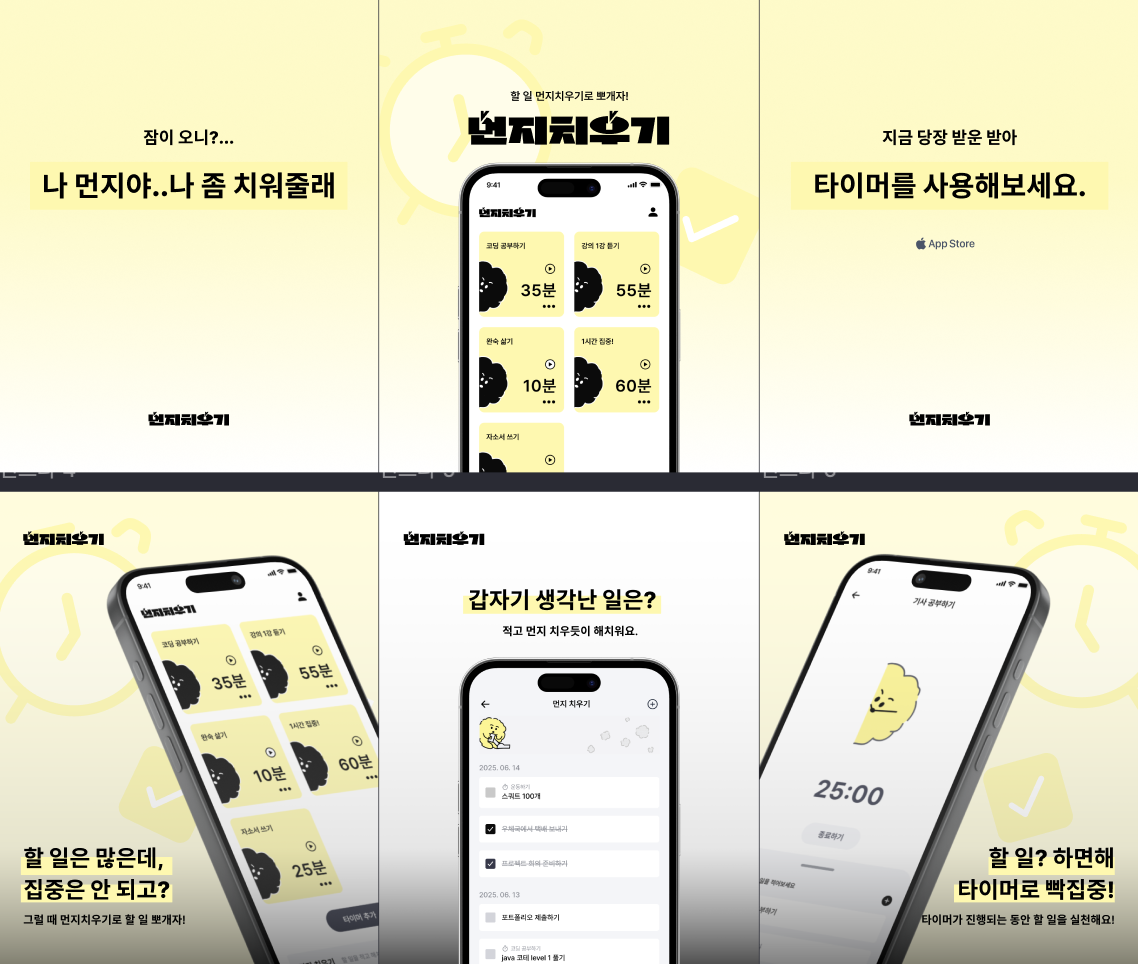 잠이 오니?...
나 먼지야..나 좀 치워줄래
먼지치우기
할 일 먼지치우기로 뽀개자!
먼지치우기
9:41
먼지치우기
코딩 공부하기
35분
강의 1강 듣기
55분
완숙 삶기
10분
1시간 집중!
60분
자소서 쓰기
지금 당장 받운 받아
타이머를 사용해보세요.
App Store
먼지치우기
먼지치우기
9:41
먼지치우기
코딩 공부하기
35분
강의 1강 듣기
55분
완숙 삶기
10분
1시간 집중!
60분
자소서 쓰기
25분
타이머 추가
할 일은 많은데,
집중은 안 되고?
그럴 때 먼지치우기로 할 일 뽀개자!
먼지치우기
갑자기 생각난 일은?
적고 먼지 치우듯이 해치워요.
먼지 치우기
2025. 06. 14
운동하기
스쿼트 100개
우체국에서 택배 보내기
프로젝트 회의 준비하기
2025. 06. 13
포트폴리오 제출하기
코딩 공부하기
java 코테 level 1 풀기
먼지치우기
9:41
기사 공부하기
25:00
종료하기
할 일? 하면해
타이머로 빡집중!
타이머가 진행되는 동안 할 일을 실천해요!